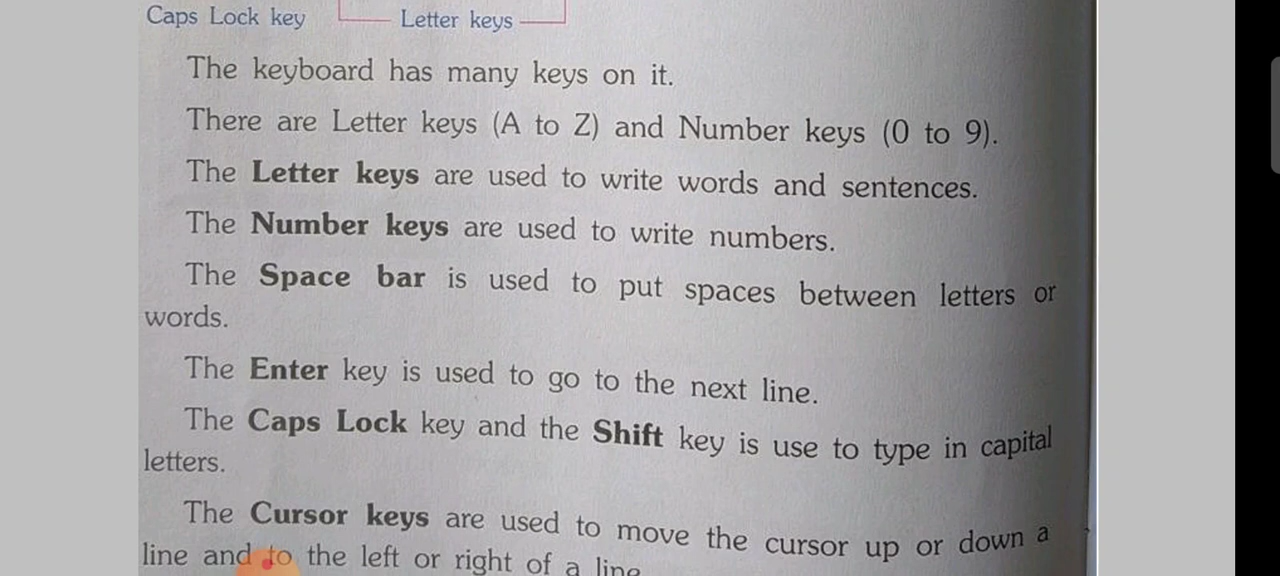 Caps Lock key Letter keys
The keyboard has many keys on it.
There are Letter keys (A to Z) and Number keys (0 to 9).
The Letter keys are used to write words and sentences.
The Number keys are used to write numbers.
The Space bar is used to put spaces between letters or
words.
The Enter key is used to go to the next line.
The Caps Lock key and the Shift key is use to type in capital
letters.
The Cursor keys are used to move the cursor up or down a
line and to the left or right of a line